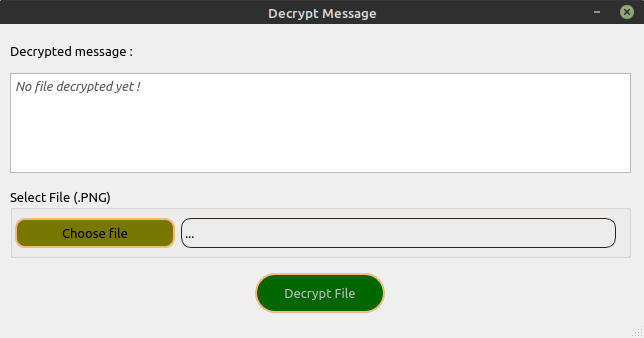 Decrypt Message
Decrypted message :
No file decrypted yet !
Select File (.PNG)
Choose file
...
Decrypt File